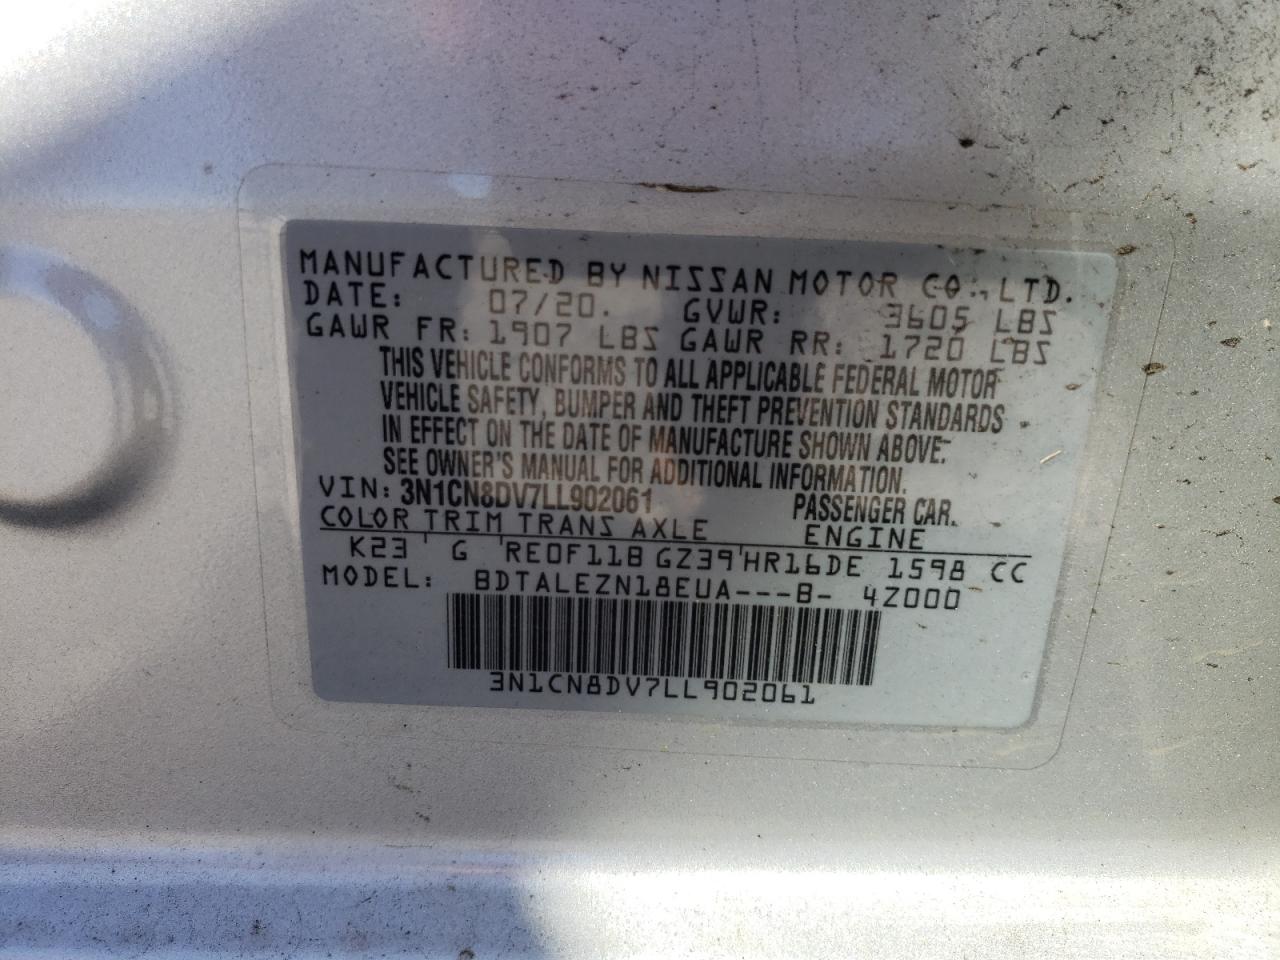 MANUFACTURED BY NISSAN MOTOR CO., LTD.
DATE: 07/20. GVWR: 3605 LBS
GAWR FR: 1907 LBS GAWR RR: 1720 LBS
THIS VEHICLE CONFORMS TO ALL APPLICABLE FEDERAL MOTOR
VEHICLE SAFETY, BUMPER AND THEFT PREVENTION STANDARDS
IN EFFECT ON THE DATE OF MANUFACTURE SHOWN ABOVE.
SEE OWNER'S MANUAL FOR ADDITIONAL INFORMATION.
VIN: 3N1CN8DV7LL902061 PASSENGER CAR.
COLOR TRIM TRANS AXLE ENGINE
K23 ' G 'RE0F11B GZ39'HR16DE 1598 CC
MODEL: BDTALEZN18EUA---B- 4Z000
3N1CN8DV7LL902061